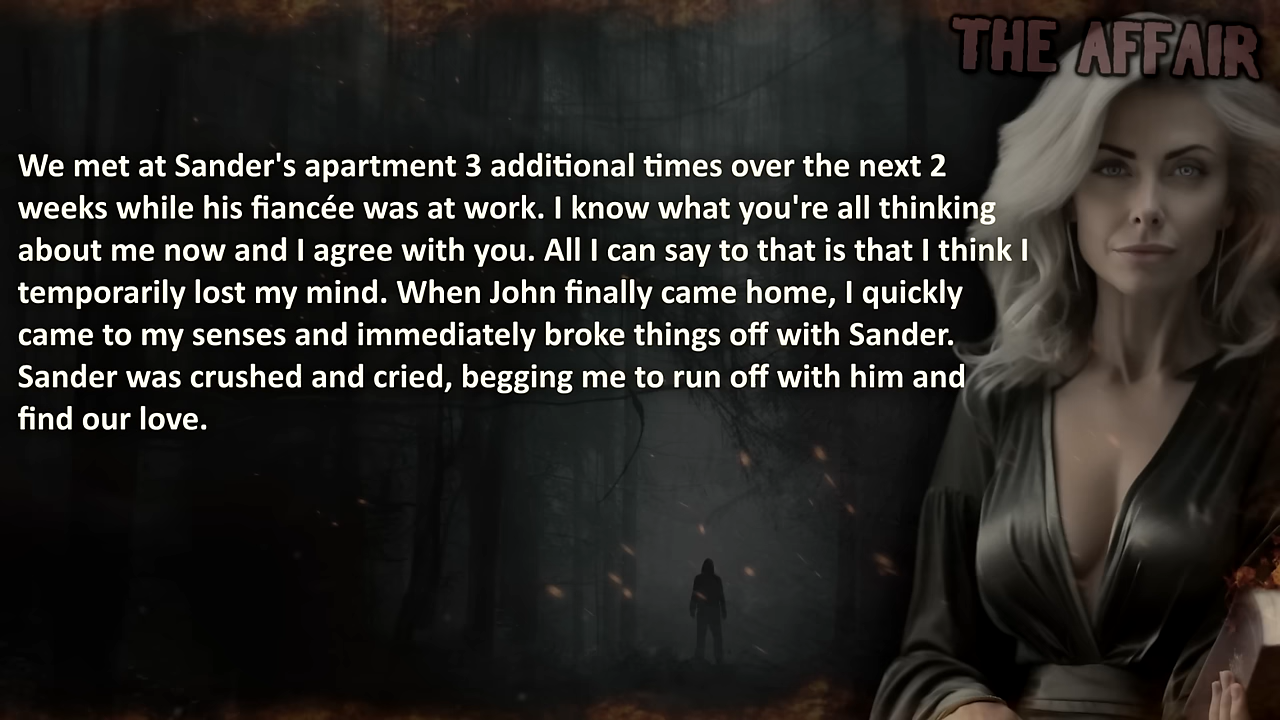 THE AFFAIR
We met at Sander's apartment 3 additional times over the next 2
weeks while his fiancée was at work. I know what you're all thinking
about me now and I agree with you. All I can say to that is that I think I
temporarily lost my mind. When John finally came home, I quickly
came to my senses and immediately broke things off with Sander.
Sander was crushed and cried, begging me to run off with him and
find our love.